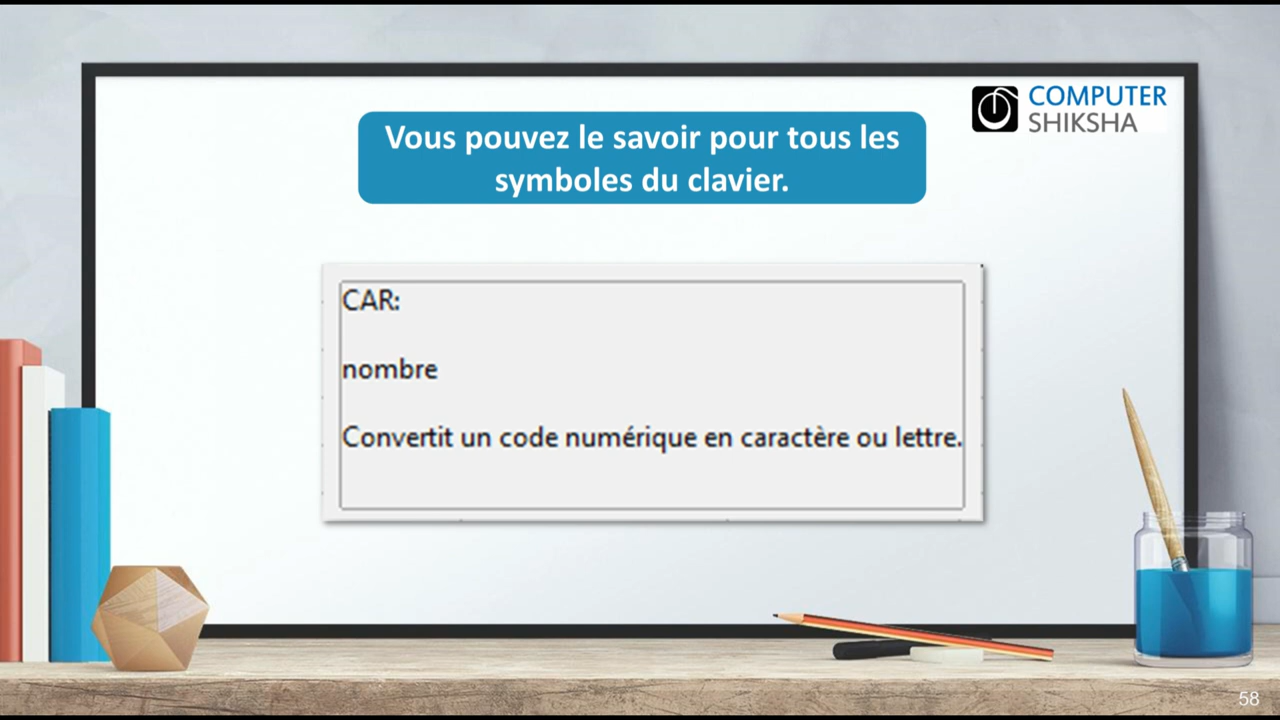 COMPUTER
SHIKSHA
Vous pouvez le savoir pour tous les
symboles du clavier.
CAR:
nombre
Convertit un code numérique en caractère ou lettre.
58